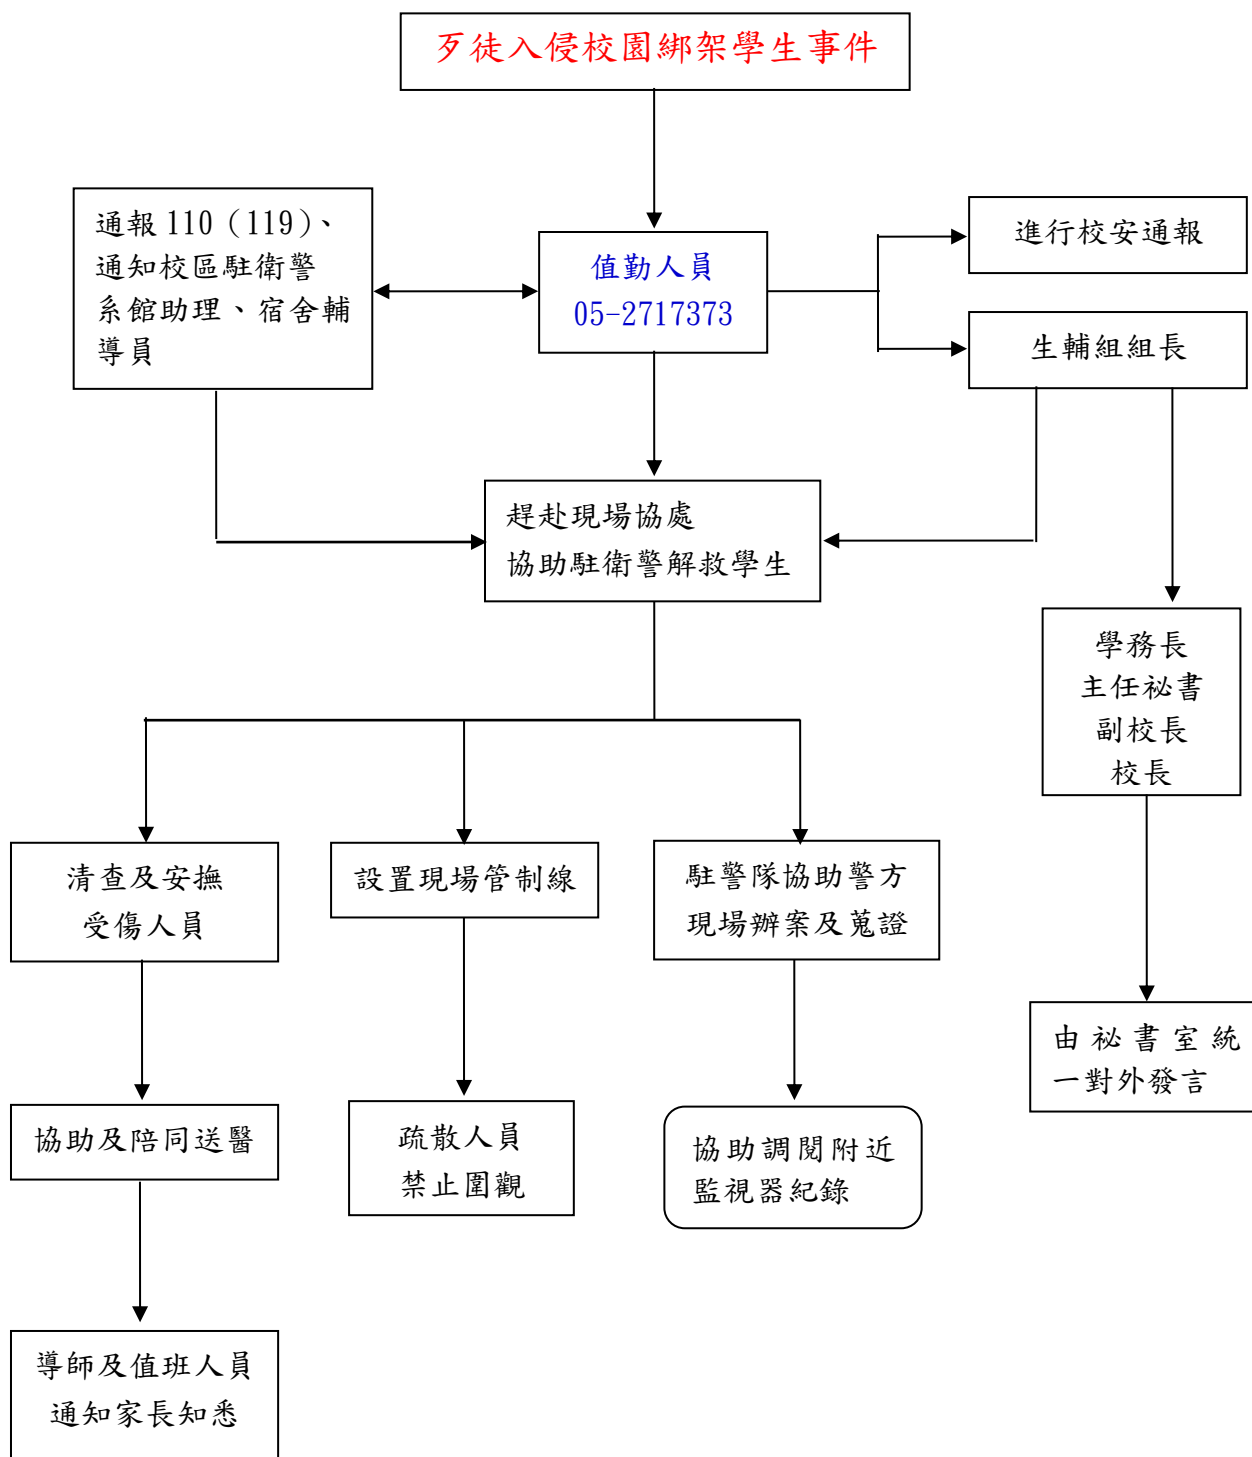 歹徒入侵校園綁架學生事件
通報110（119）、
通知校區駐衛警
系館助理、宿舍輔
導員
值勤人員
05-2717373
進行校安通報
生輔組組長
趕赴現場協處
協助駐衛警解救學生
學務長
主任祕書
副校長
校長
清查及安撫
受傷人員
設置現場管制線
駐警隊協助警方
現場辦案及蒐證
由祕書室統
一對外發言
協助及陪同送醫
疏散人員
禁止圍觀
協助調閱附近
監視器紀錄
導師及值班人員
通知家長知悉